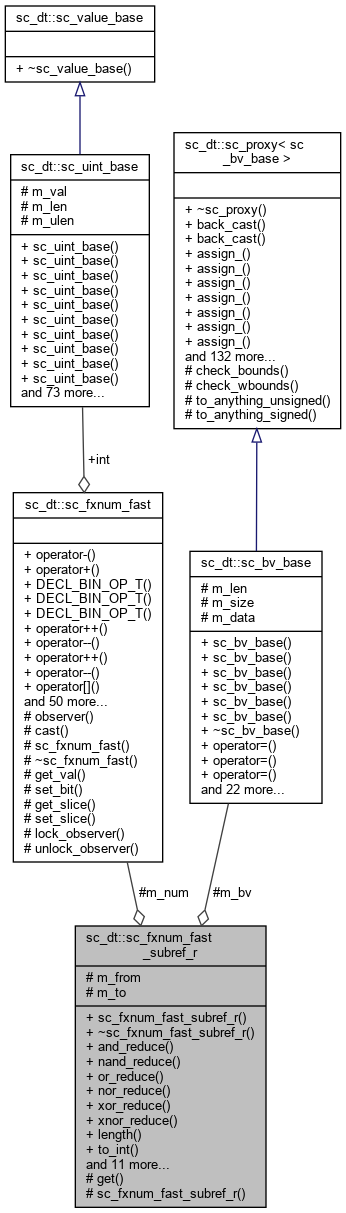 sc_dt::sc_value_base
+ ~sc_value_base()
sc_dt::sc_uint_base
# m_val
# m_len
# m_ulen
+ sc_uint_base()
+ sc_uint_base()
+ sc_uint_base()
+ sc_uint_base()
+ sc_uint_base()
+ sc_uint_base()
+ sc_uint_base()
+ sc_uint_base()
+ sc_uint_base()
+ sc_uint_base()
and 73 more...
sc_dt::sc_proxy< sc
_bv_base >
+ ~sc_proxy()
+ back_cast()
+ back_cast()
+ assign_()
+ assign_()
+ assign_()
+ assign_()
+ assign_()
+ assign_()
+ assign_()
and 132 more...
# check_bounds()
# check_wbounds()
# to_anything_unsigned()
# to_anything_signed()
+int
sc_dt::sc_fxnum_fast
+ operator-()
+ operator+()
+ DECL_BIN_OP_T()
+ DECL_BIN_OP_T()
+ DECL_BIN_OP_T()
+ operator++()
+ operator--()
+ operator++()
+ operator--()
+ operator[]()
and 50 more...
# observer()
# cast()
# sc_fxnum_fast()
# ~sc_fxnum_fast()
# get_val()
# set_bit()
# get_slice()
# set_slice()
# lock_observer()
# unlock_observer()
sc_dt::sc_bv_base
# m_len
# m_size
# m_data
+ sc_bv_base()
+ sc_bv_base()
+ sc_bv_base()
+ sc_bv_base()
+ sc_bv_base()
+ sc_bv_base()
+ ~sc_bv_base()
+ operator=()
+ operator=()
+ operator=()
and 22 more...
#m_num
#m_bv
sc_dt::sc_fxnum_fast
_subref_r
# m_from
# m_to
+ sc_fxnum_fast_subref_r()
+ ~sc_fxnum_fast_subref_r()
+ and_reduce()
+ nand_reduce()
+ or_reduce()
+ nor_reduce()
+ xor_reduce()
+ xnor_reduce()
+ length()
+ to_int()
and 11 more...
# get()
# sc_fxnum_fast_subref_r()